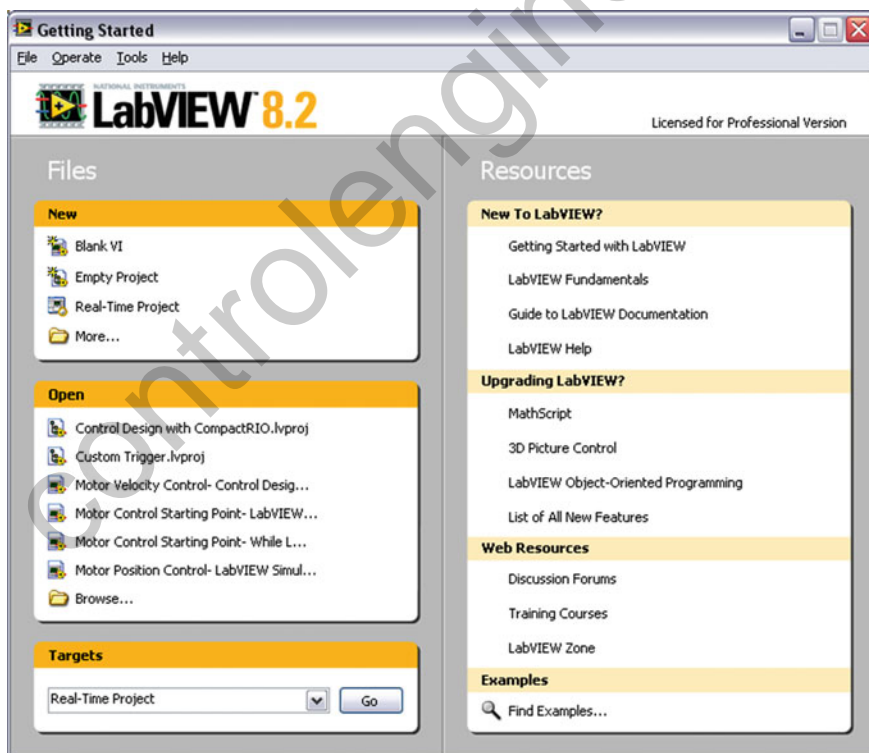 Getting Started
File Operate Tools Help
NATIONAL INSTRUMENTS
LabVIEW 8.2
Licensed for Professional Version
Files
New
Blank VI
Empty Project
Real-Time Project
More...
Open
Control Design with CompactRIO.lvproj
Custom Trigger.lvproj
Motor Velocity Control- Control Desig...
Motor Control Starting Point- LabVIEW...
Motor Control Starting Point- While L...
Motor Position Control- LabVIEW Simul...
Browse...
Targets
Real-Time Project
Go
Resources
New To LabVIEW?
Getting Started with LabVIEW
LabVIEW Fundamentals
Guide to LabVIEW Documentation
LabVIEW Help
Upgrading LabVIEW?
MathScript
3D Picture Control
LabVIEW Object-Oriented Programming
List of All New Features
Web Resources
Discussion Forums
Training Courses
LabVIEW Zone
Examples
Find Examples...
controlengine